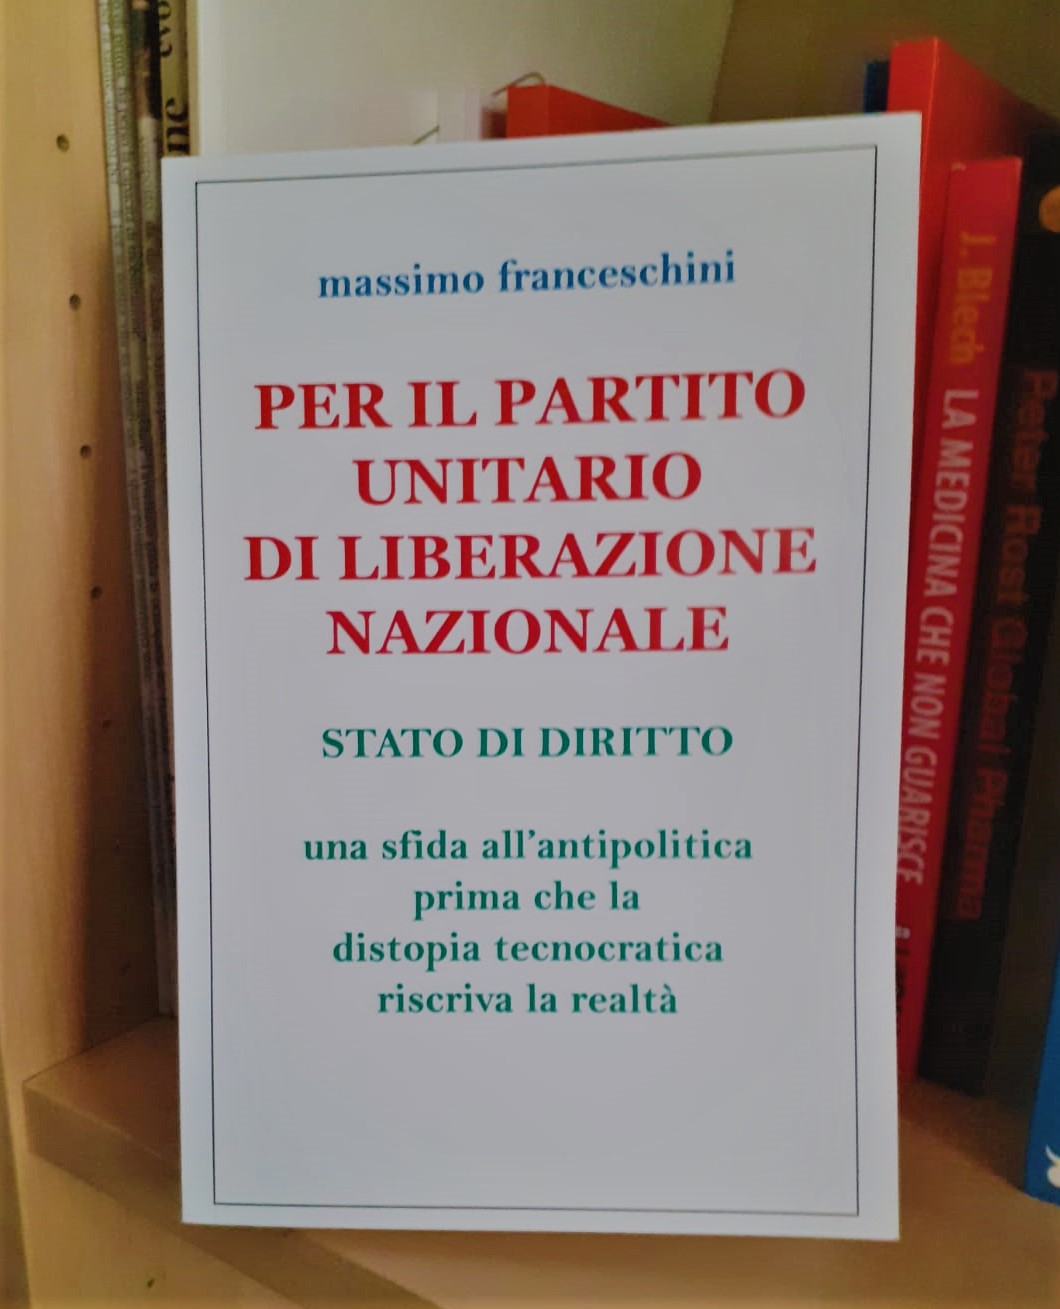 massimo franceschini
PER IL PARTITO
UNITARIO
DI LIBERAZIONE
NAZIONALE
STATO DI DIRITTO
una sfida all'antipolitica
prima che la
distopia tecnocratica
riscriva la realtà
J. Blech LA MEDICINA CHE NON GUARISCE
Peter Rost Global Pharma